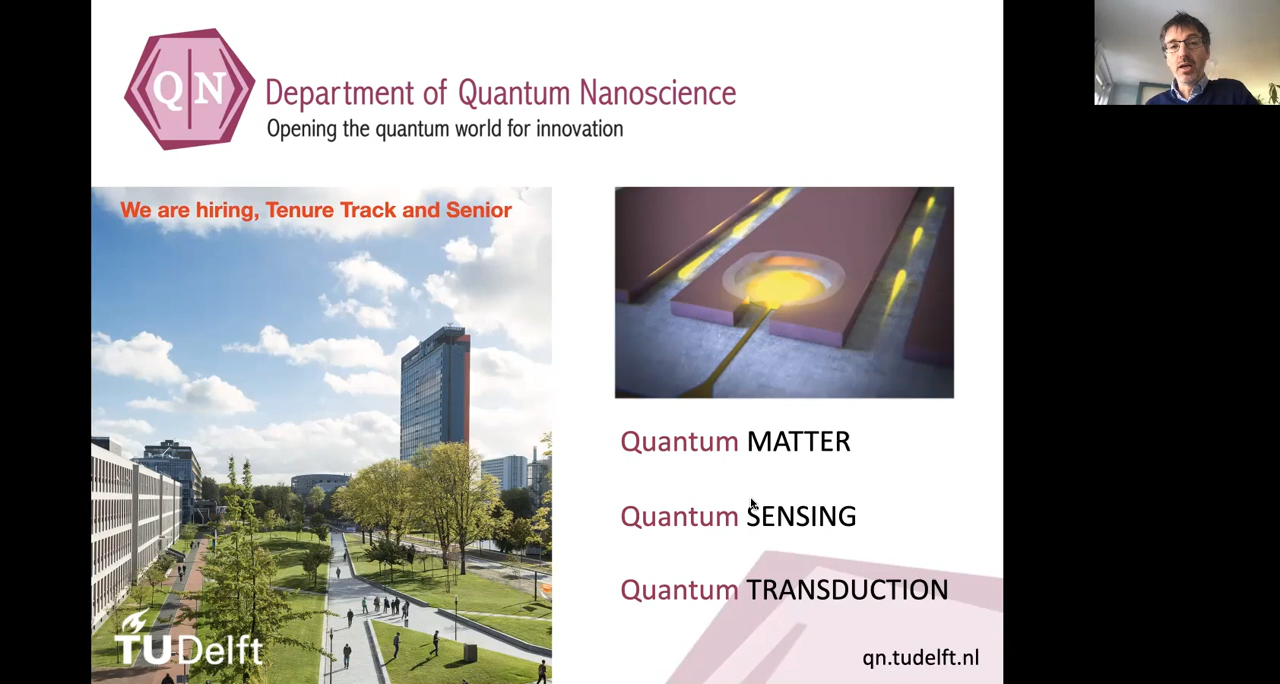 QN
Department of Quantum Nanoscience
Opening the quantum world for innovation
We are hiring, Tenure Track and Senior
Quantum MATTER
Quantum SENSING
Quantum TRANSDUCTION
TUDelft
qn.tudelft.nl